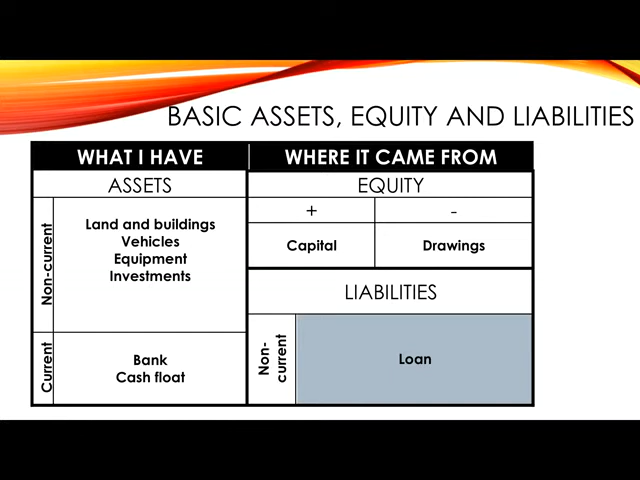 BASIC ASSETS, EQUITY AND LIABILITIES
WHAT I HAVE
WHERE IT CAME FROM
ASSETS
EQUITY
Non-current
Land and buildings
Vehicles
Equipment
Investments
+
-
Capital
Drawings
LIABILITIES
Current
Bank
Cash float
Non-
current
Loan